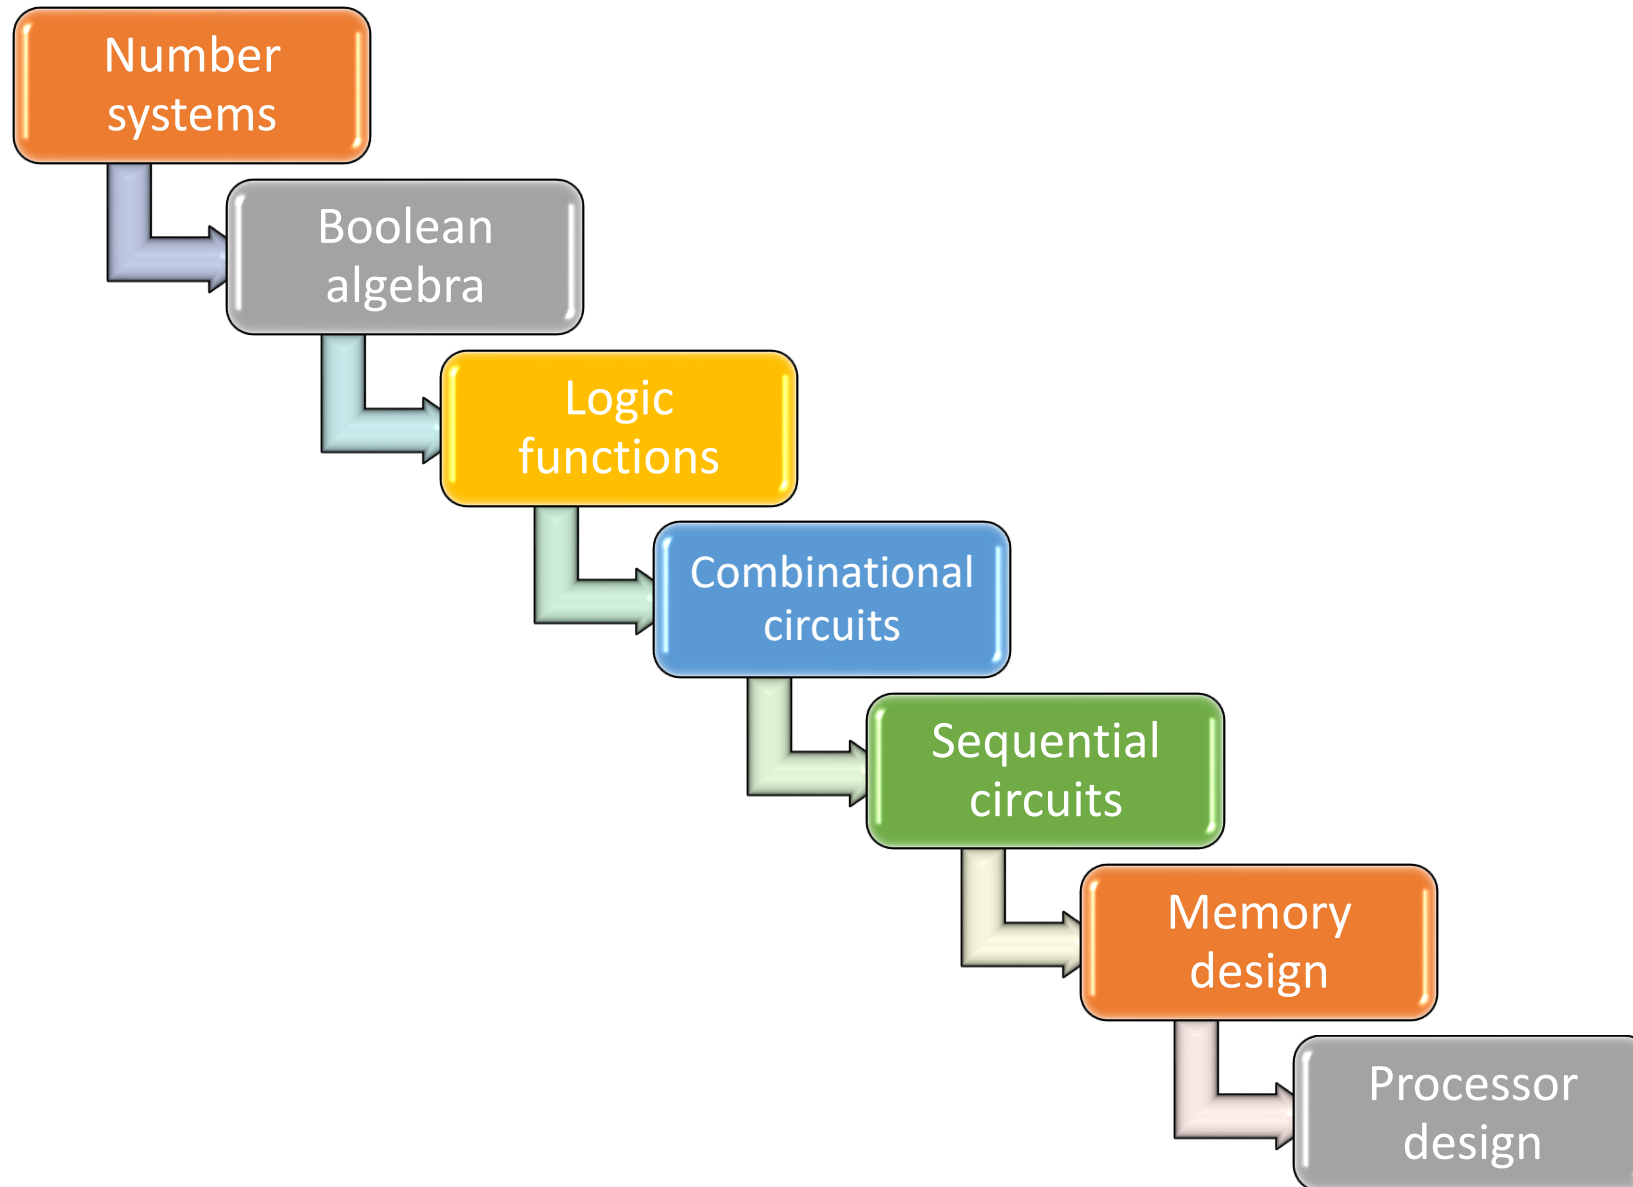 Number
systems
Boolean
algebra
Logic
functions
Combinational
circuits
Sequential
circuits
Memory
design
Processor
design